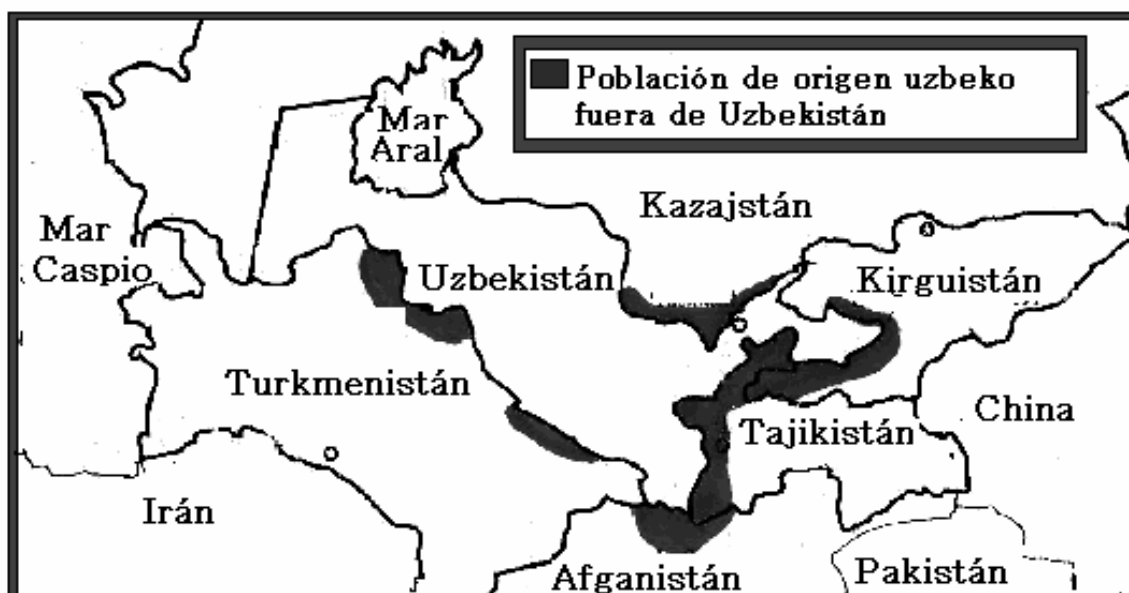 Población de origen uzbeko
fuera de Uzbekistán
Mar
Aral
Kazajstán
Mar
Caspio
Uzbekistán
Kirguistán
Turkmenistán
China
Tajikistán
Irán
Afganistán
Pakistán